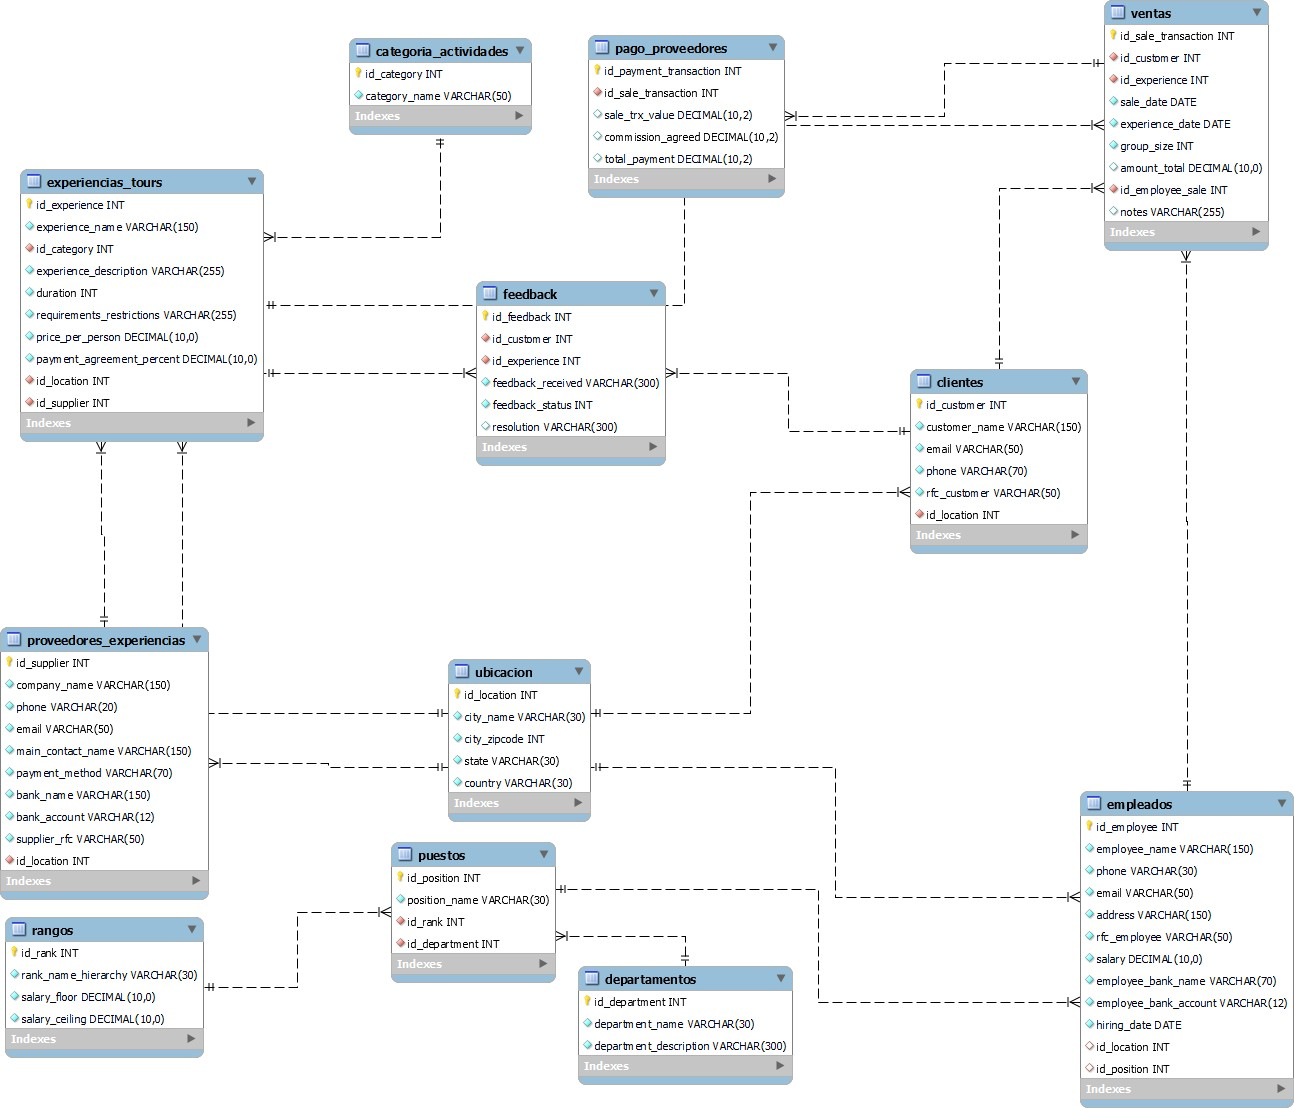 categoria_actividades
id_category INT
category_name VARCHAR(50)
Indexes
pago_proveedores
id_payment_transaction INT
id_sale_transaction INT
sale_trx_value DECIMAL(10,2)
commission_agreed DECIMAL(10,2)
total_payment DECIMAL(10,2)
Indexes
ventas
id_sale_transaction INT
id_customer INT
id_experience INT
sale_date DATE
experience_date DATE
group_size INT
amount_total DECIMAL(10,0)
id_employee_sale INT
notes VARCHAR(255)
Indexes
experiencias_tours
id_experience INT
experience_name VARCHAR(150)
id_category INT
experience_description VARCHAR(255)
duration INT
requirements_restrictions VARCHAR(255)
price_per_person DECIMAL(10,0)
payment_agreement_percent DECIMAL(10,0)
id_location INT
id_supplier INT
Indexes
feedback
id_feedback INT
id_customer INT
id_experience INT
feedback_received VARCHAR(300)
feedback_status INT
resolution VARCHAR(300)
Indexes
clientes
id_customer INT
customer_name VARCHAR(150)
email VARCHAR(50)
phone VARCHAR(70)
rfc_customer VARCHAR(50)
id_location INT
Indexes
proveedores_experiencias
id_supplier INT
company_name VARCHAR(150)
phone VARCHAR(20)
email VARCHAR(50)
main_contact_name VARCHAR(150)
payment_method VARCHAR(70)
bank_name VARCHAR(150)
bank_account VARCHAR(12)
supplier_rfc VARCHAR(50)
id_location INT
Indexes
ubicacion
id_location INT
city_name VARCHAR(30)
city_zipcode INT
state VARCHAR(30)
country VARCHAR(30)
Indexes
empleados
id_employee INT
employee_name VARCHAR(150)
phone VARCHAR(30)
email VARCHAR(50)
address VARCHAR(150)
rfc_employee VARCHAR(50)
salary DECIMAL(10,0)
employee_bank_name VARCHAR(70)
employee_bank_account VARCHAR(12)
hiring_date DATE
id_location INT
id_position INT
Indexes
puestos
id_position INT
position_name VARCHAR(30)
id_rank INT
id_department INT
Indexes
rangos
id_rank INT
rank_name_hierarchy VARCHAR(30)
salary_floor DECIMAL(10,0)
salary_ceiling DECIMAL(10,0)
Indexes
departamentos
id_department INT
department_name VARCHAR(30)
department_description VARCHAR(300)
Indexes